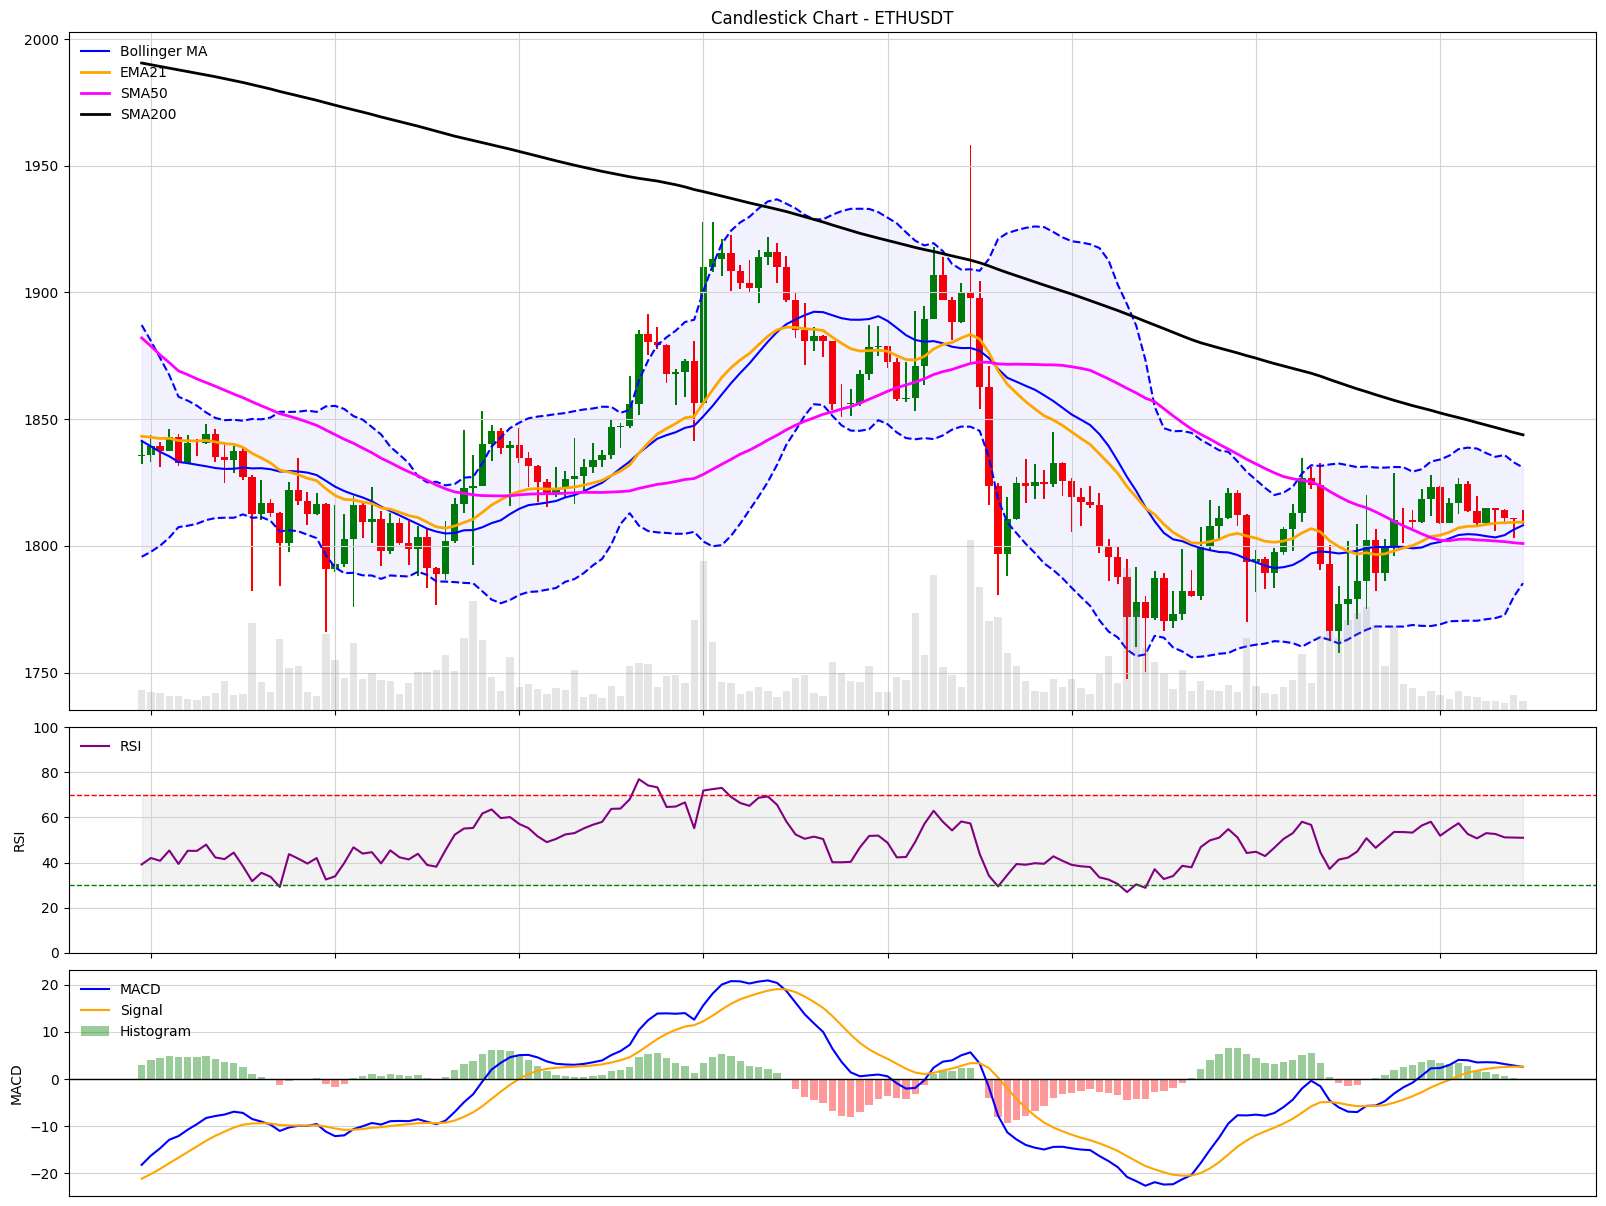 Candlestick Chart - ETHUSDT
2000
1950
1900
1850
1800
1750
Bollinger MA
EMA21
SMA50
SMA200
RSI
100
80
60
40
20
0
RSI
MACD
20
10
0
−10
−20
MACD
Signal
Histogram